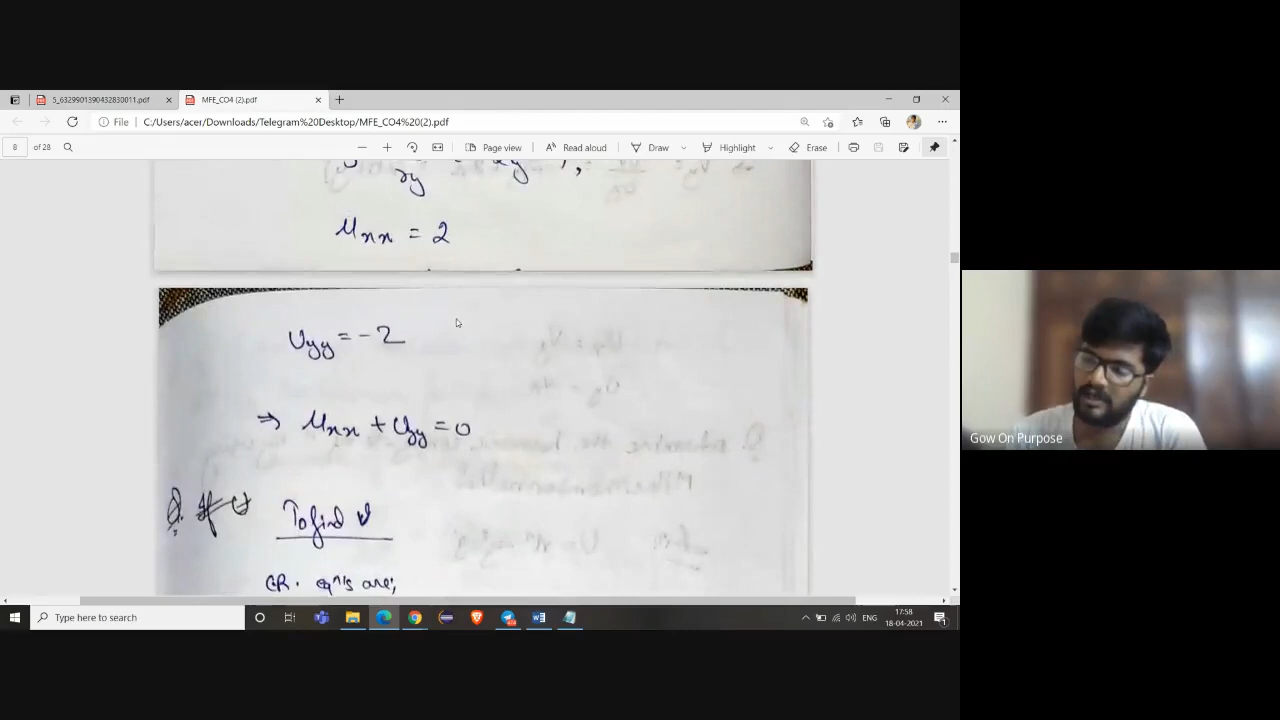 5_6329901390432830011.pdf
MFE_CO4 (2).pdf
File C:/Users/acer/Downloads/Telegram%20Desktop/MFE_CO4%20(2).pdf
8 of 28 Page view Read aloud Draw Highlight Erase
∂y
uxx = 2
Uyy = -2
⇒ uxx + Uyy = 0
Q. If U To find v
CR. eqn's are;
Gow On Purpose
Type here to search
ENG
17:58
18-04-2021